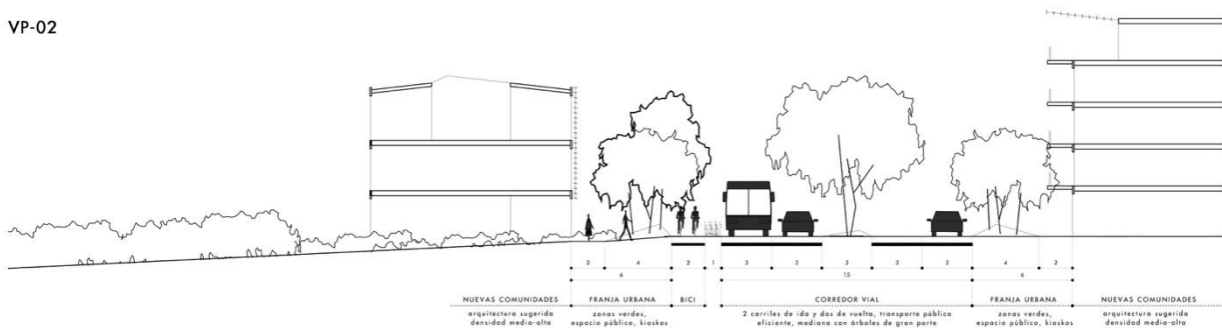 VP-02
2 4 2 1 3 3 3 3 3 4 2
6 15 6
NUEVAS COMUNIDADES FRANJA URBANA BICI CORREDOR VIAL FRANJA URBANA NUEVAS COMUNIDADES
arquitectura sugerida zonas verdes, 2 carriles de ida y dos de vuelta, transporte público zonas verdes, arquitectura sugerida
densidad media-alta espacio público, kioskos eficiente, mediana con árboles de gran porte espacio público, kioskos densidad media-alta